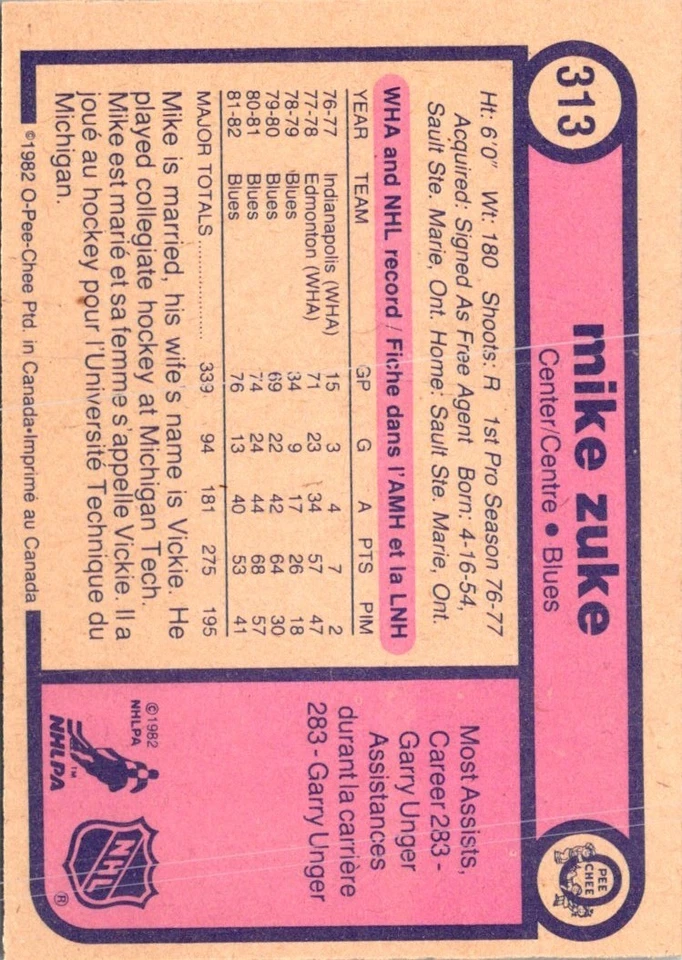 313
mike zuke
Center/Centre • Blues
O
PEE
CHEE
Ht: 6'0" Wt: 180 Shoots: R 1st Pro Season 76-77
Acquired: Signed As Free Agent Born: 4-16-54,
Sault Ste. Marie, Ont. Home: Sault Ste. Marie, Ont.
WHA and NHL record / Fiche dans l'AMH et la LNH
YEAR TEAM GP G A PTS PIM
76-77 Indianapolis (WHA) 15 3 4 7 2
77-78 Edmonton (WHA) 71 23 34 57 47
78-79 Blues 34 9 17 26 18
79-80 Blues 69 22 42 64 30
80-81 Blues 74 24 44 68 57
81-82 Blues 76 13 40 53 41
MAJOR TOTALS .............. 339 94 181 275 195
Mike is married, his wife's name is Vickie. He
played collegiate hockey at Michigan Tech.
Mike est marié et sa femme s'appelle Vickie. Il a
joué au hockey pour l'Université Technique du
Michigan.
©1982 O-Pee-Chee Ptd. in Canada•Imprimé au Canada
Most Assists,
Career 283 -
Garry Unger
Assistances
durant la carrière
283 - Garry Unger
©1982
NHLPA
NHLPA™
NHL®